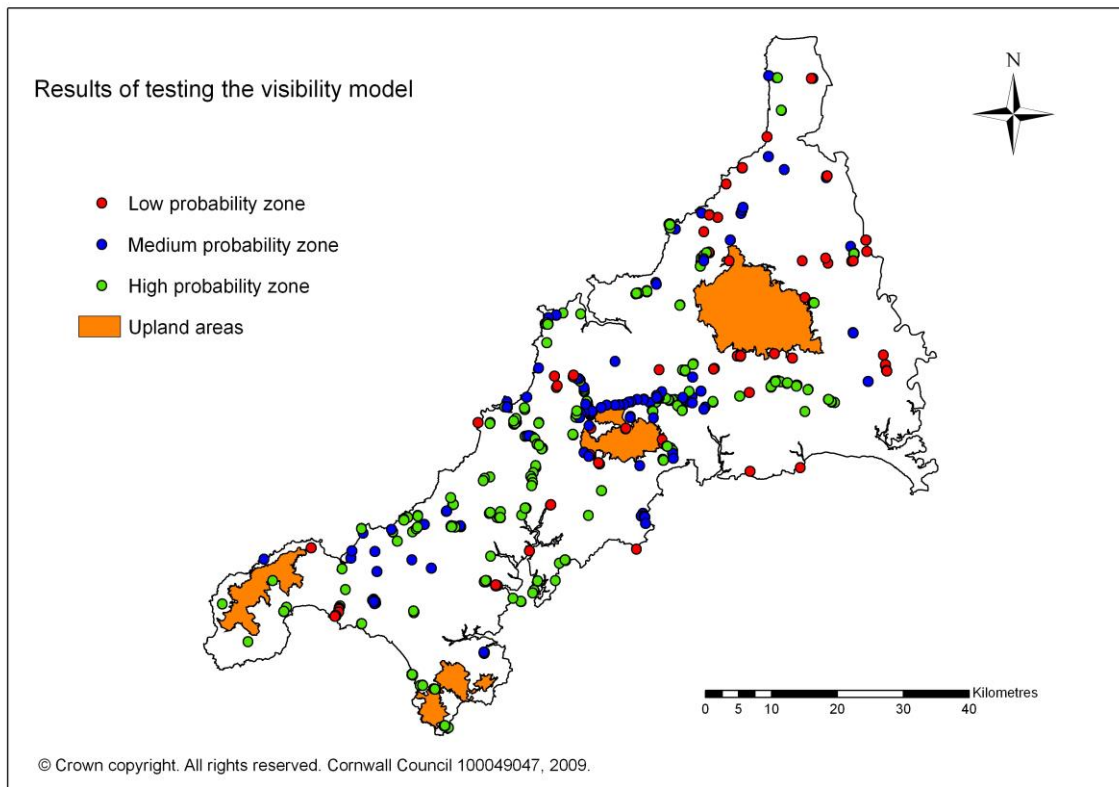 Results of testing the visibility model
N
Low probability zone
Medium probability zone
High probability zone
Upland areas
Kilometres
0 5 10 20 30 40
© Crown copyright. All rights reserved. Cornwall Council 100049047, 2009.